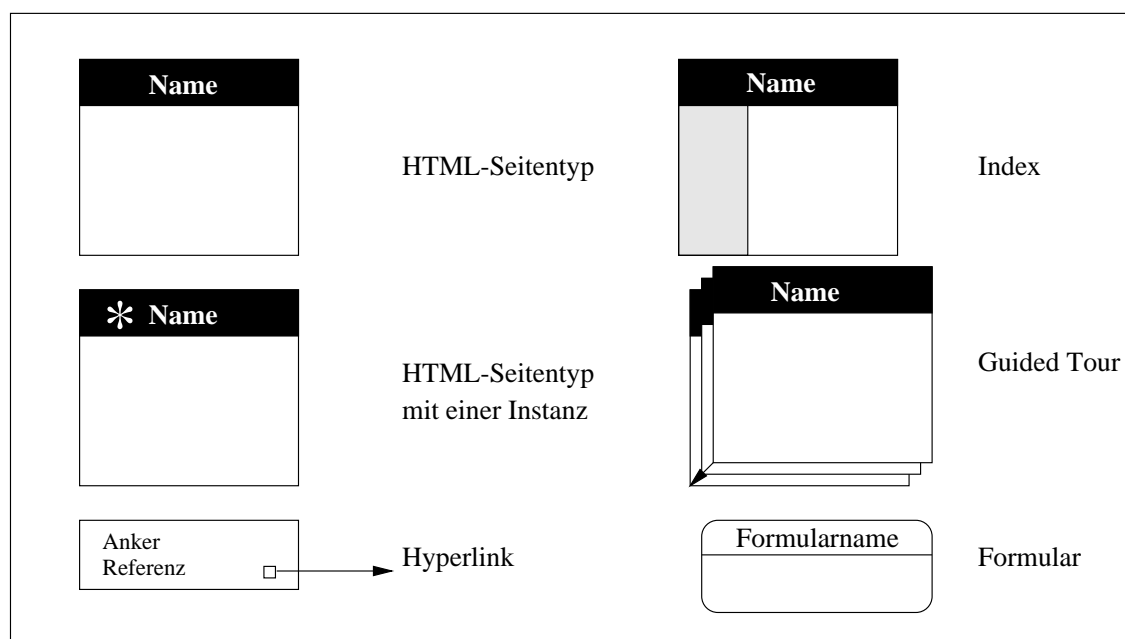 Name
HTML-Seitentyp
Name
Index
✻ Name
HTML-Seitentyp
mit einer Instanz
Name
Guided Tour
Anker
Referenz
Hyperlink
Formularname
Formular